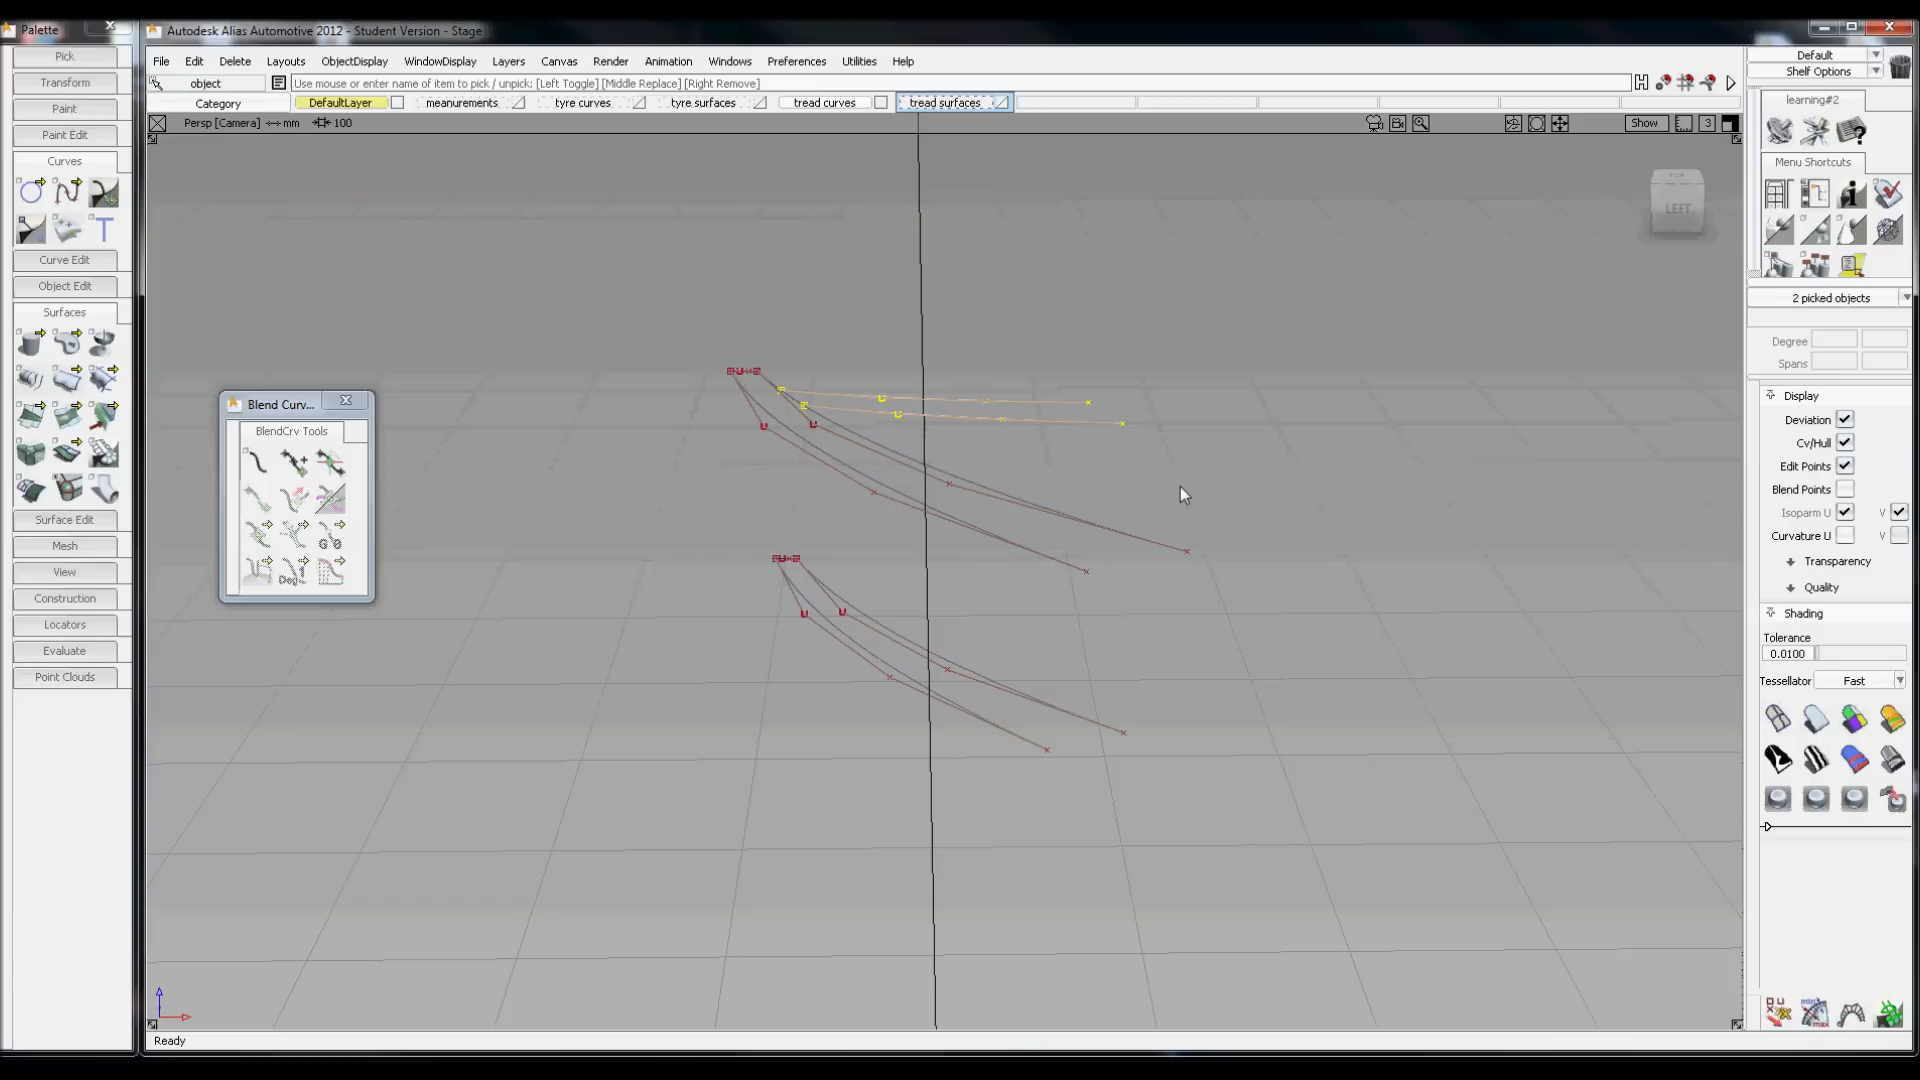 Palette
Autodesk Alias Automotive 2012 - Student Version - Stage
File Edit Delete Layouts ObjectDisplay WindowDisplay Layers Canvas Render Animation Windows Preferences Utilities Help
object
Use mouse or enter name of item to pick / unpick: [Left Toggle] [Middle Replace] [Right Remove]
Category DefaultLayer meanurements tyre curves tyre surfaces tread curves tread surfaces
Persp [Camera] mm 100
Show 3
Pick
Transform
Paint
Paint Edit
Curves
Curve Edit
Object Edit
Surfaces
Surface Edit
Mesh
View
Construction
Locators
Evaluate
Point Clouds
Blend Curv...
BlendCrv Tools
LEFT
Default
Shelf Options
learning#2
Menu Shortcuts
2 picked objects
Degree
Spans
Display
Deviation
Cv/Hull
Edit Points
Blend Points
Isoparm U V
Curvature U V
Transparency
Quality
Shading
Tolerance
0.0100
Tessellator Fast
Ready